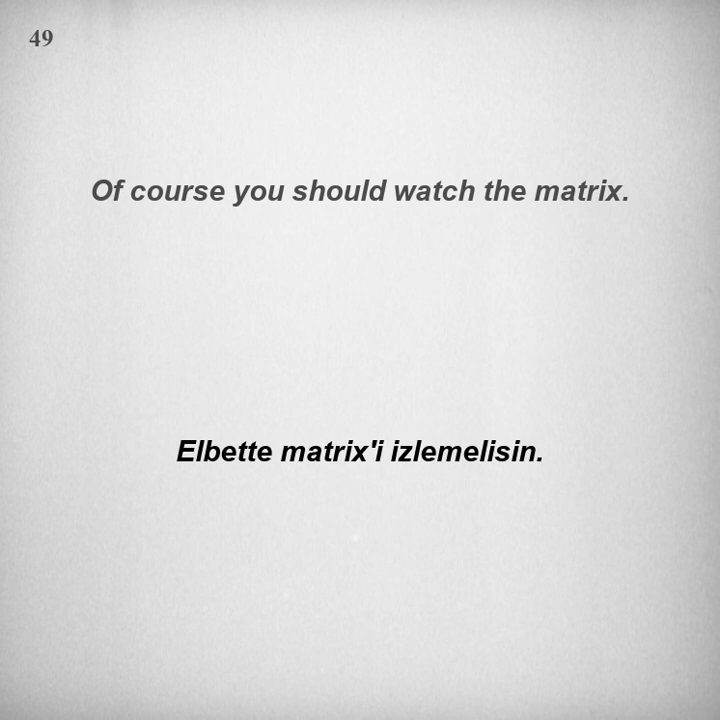 49
Of course you should watch the matrix.
Elbette matrix'i izlemelisin.